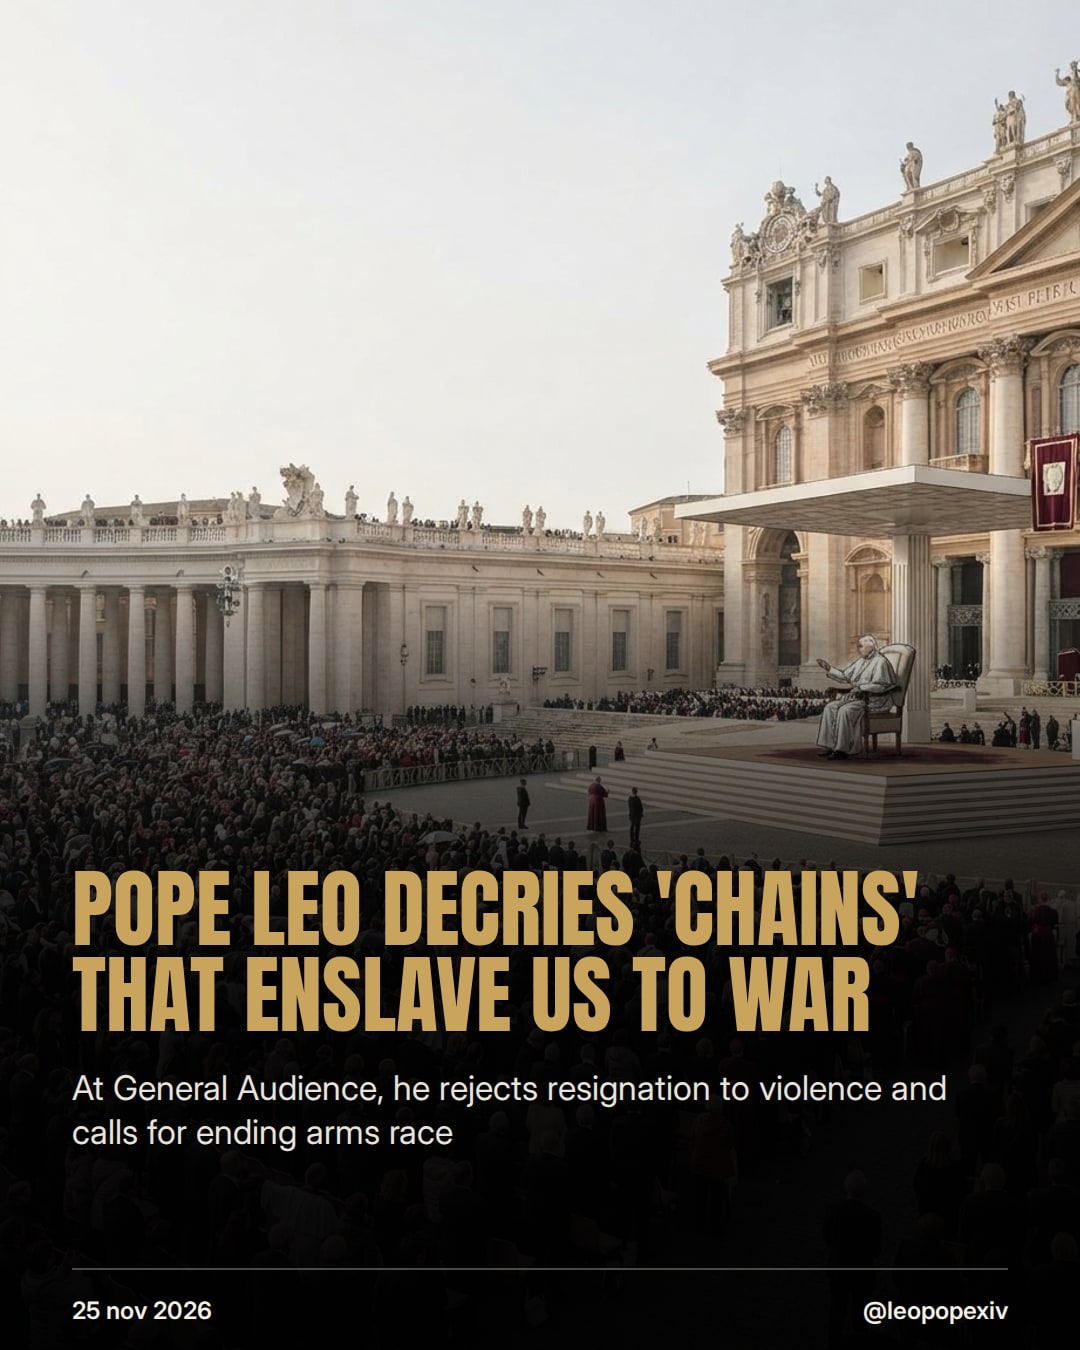 POPE LEO DECRIES 'CHAINS'
THAT ENSLAVE US TO WAR
At General Audience, he rejects resignation to violence and
calls for ending arms race
25 nov 2026
@leopopexiv